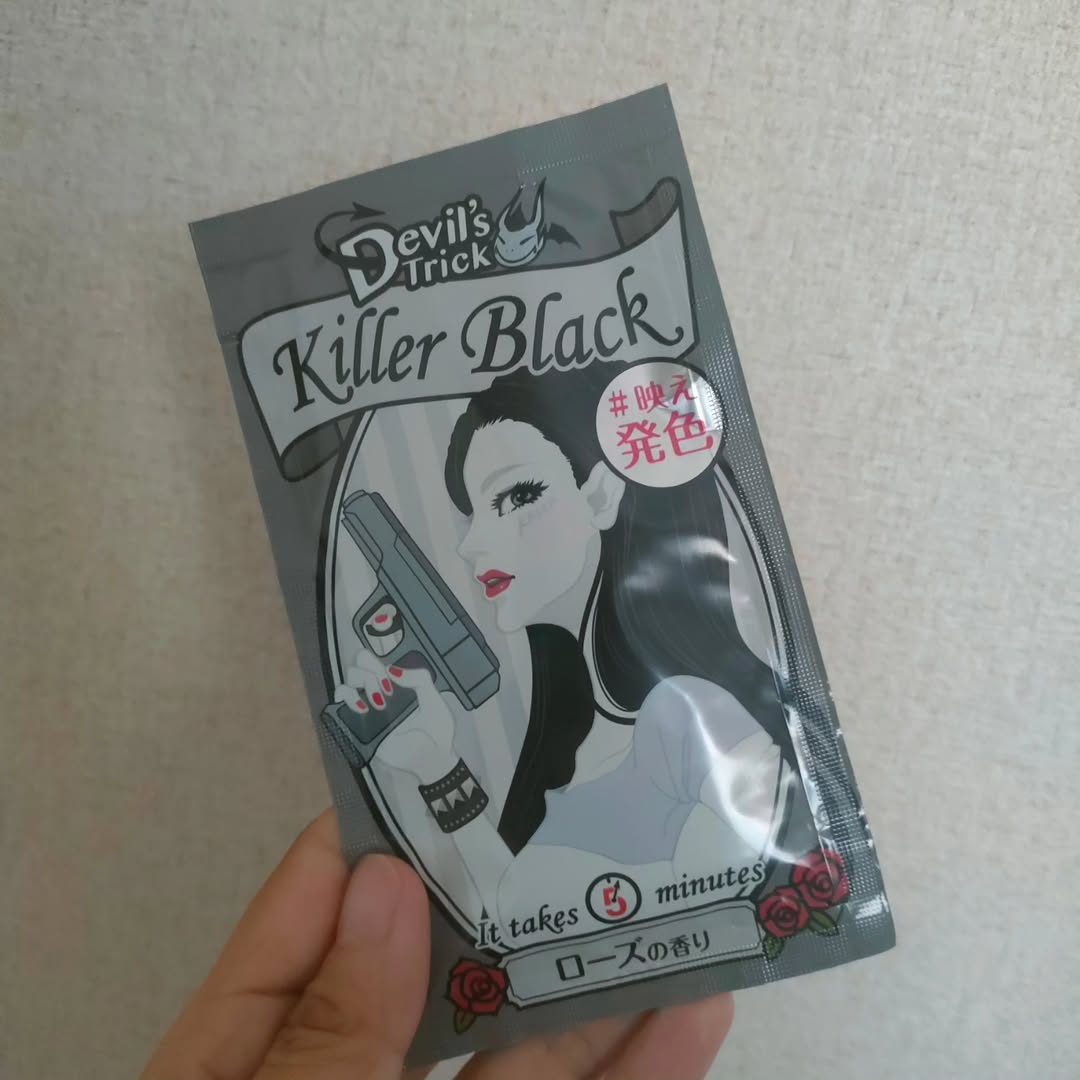 Devil's
Trick
Killer Black
#映え
発色
It takes 5 minutes
ローズの香り